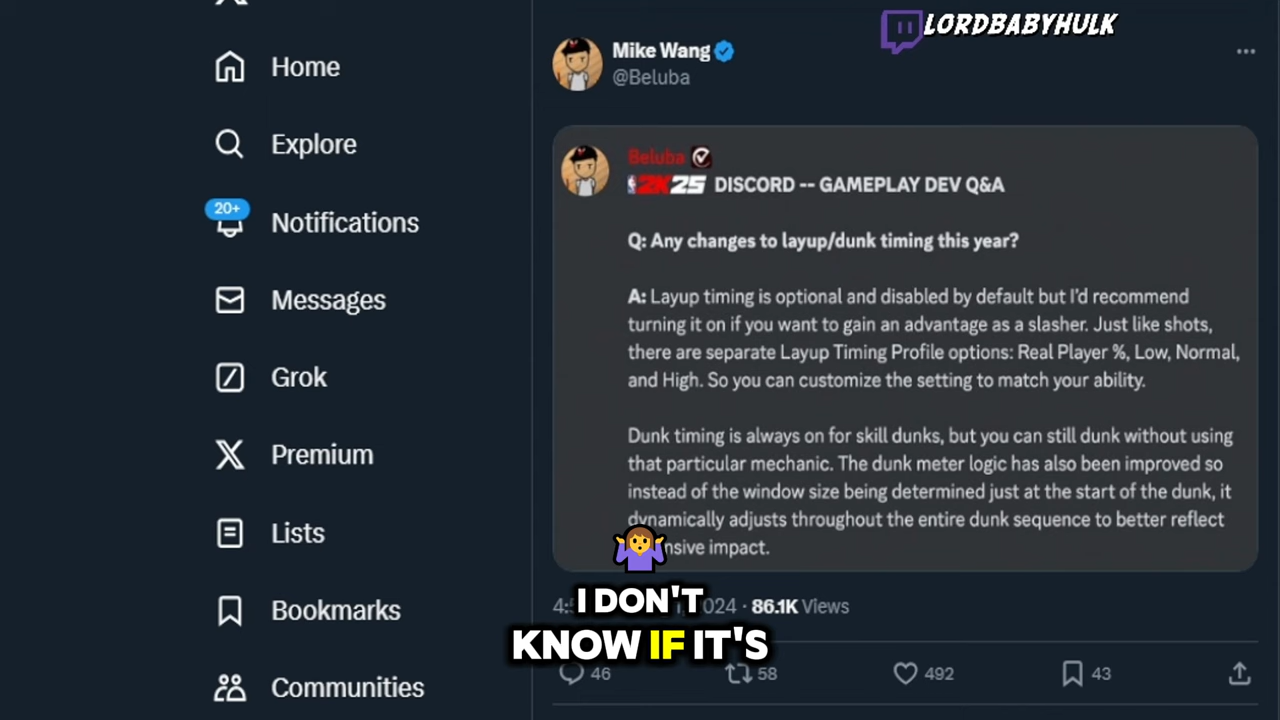 LORDBABYHULK
Home
Explore
20+
Notifications
Messages
Grok
Premium
Lists
Bookmarks
Communities
Mike Wang
@Beluba
Beluba
2K25 DISCORD -- GAMEPLAY DEV Q&A
Q: Any changes to layup/dunk timing this year?
A: Layup timing is optional and disabled by default but I'd recommend
turning it on if you want to gain an advantage as a slasher. Just like shots,
there are separate Layup Timing Profile options: Real Player %, Low, Normal,
and High. So you can customize the setting to match your ability.
Dunk timing is always on for skill dunks, but you can still dunk without using
that particular mechanic. The dunk meter logic has also been improved so
instead of the window size being determined just at the start of the dunk, it
dynamically adjusts throughout the entire dunk sequence to better reflect
impact.
86.1K Views
I DON'T
KNOW IF IT'S
46 58 492 43